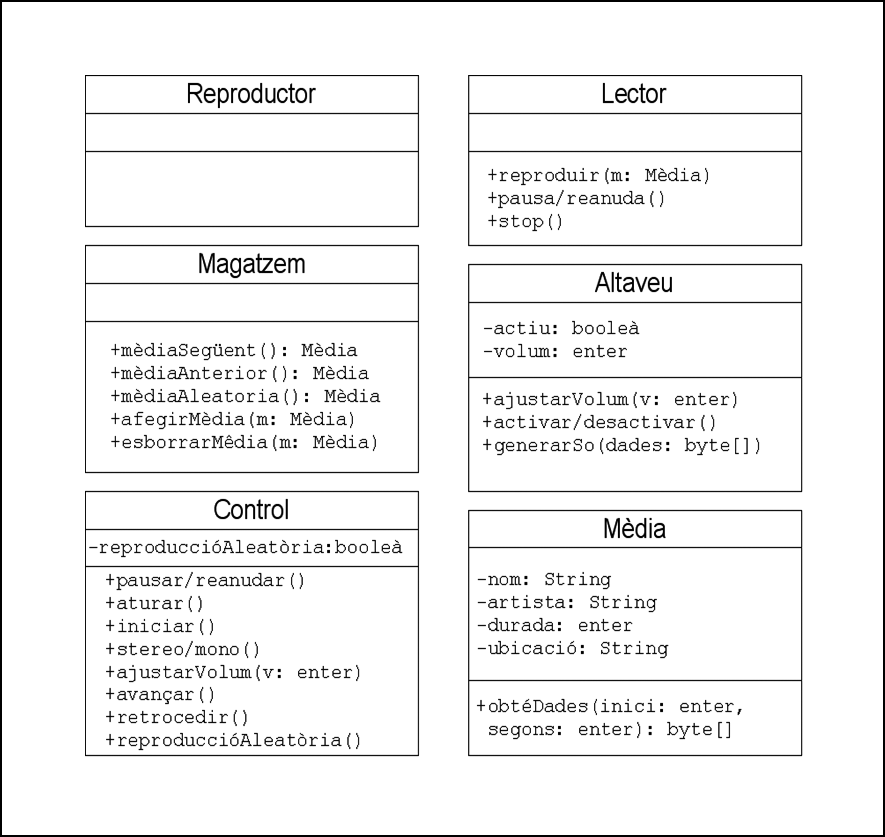 Reproductor
Magatzem
+mèdiaSegüent(): Mèdia
+mèdiaAnterior(): Mèdia
+mèdiaAleatoria(): Mèdia
+afegirMèdia(m: Mèdia)
+esborrarMêdia(m: Mèdia)
Control
-reproduccióAleatòria:booleà
+pausar/reanudar()
+aturar()
+iniciar()
+stereo/mono()
+ajustarVolum(v: enter)
+avançar()
+retrocedir()
+reproduccióAleatòria()
Lector
+reproduir(m: Mèdia)
+pausa/reanuda()
+stop()
Altaveu
-actiu: booleà
-volum: enter
+ajustarVolum(v: enter)
+activar/desactivar()
+generarSo(dades: byte[])
Mèdia
-nom: String
-artista: String
-durada: enter
-ubicació: String
+obtéDades(inici: enter,
segons: enter): byte[]